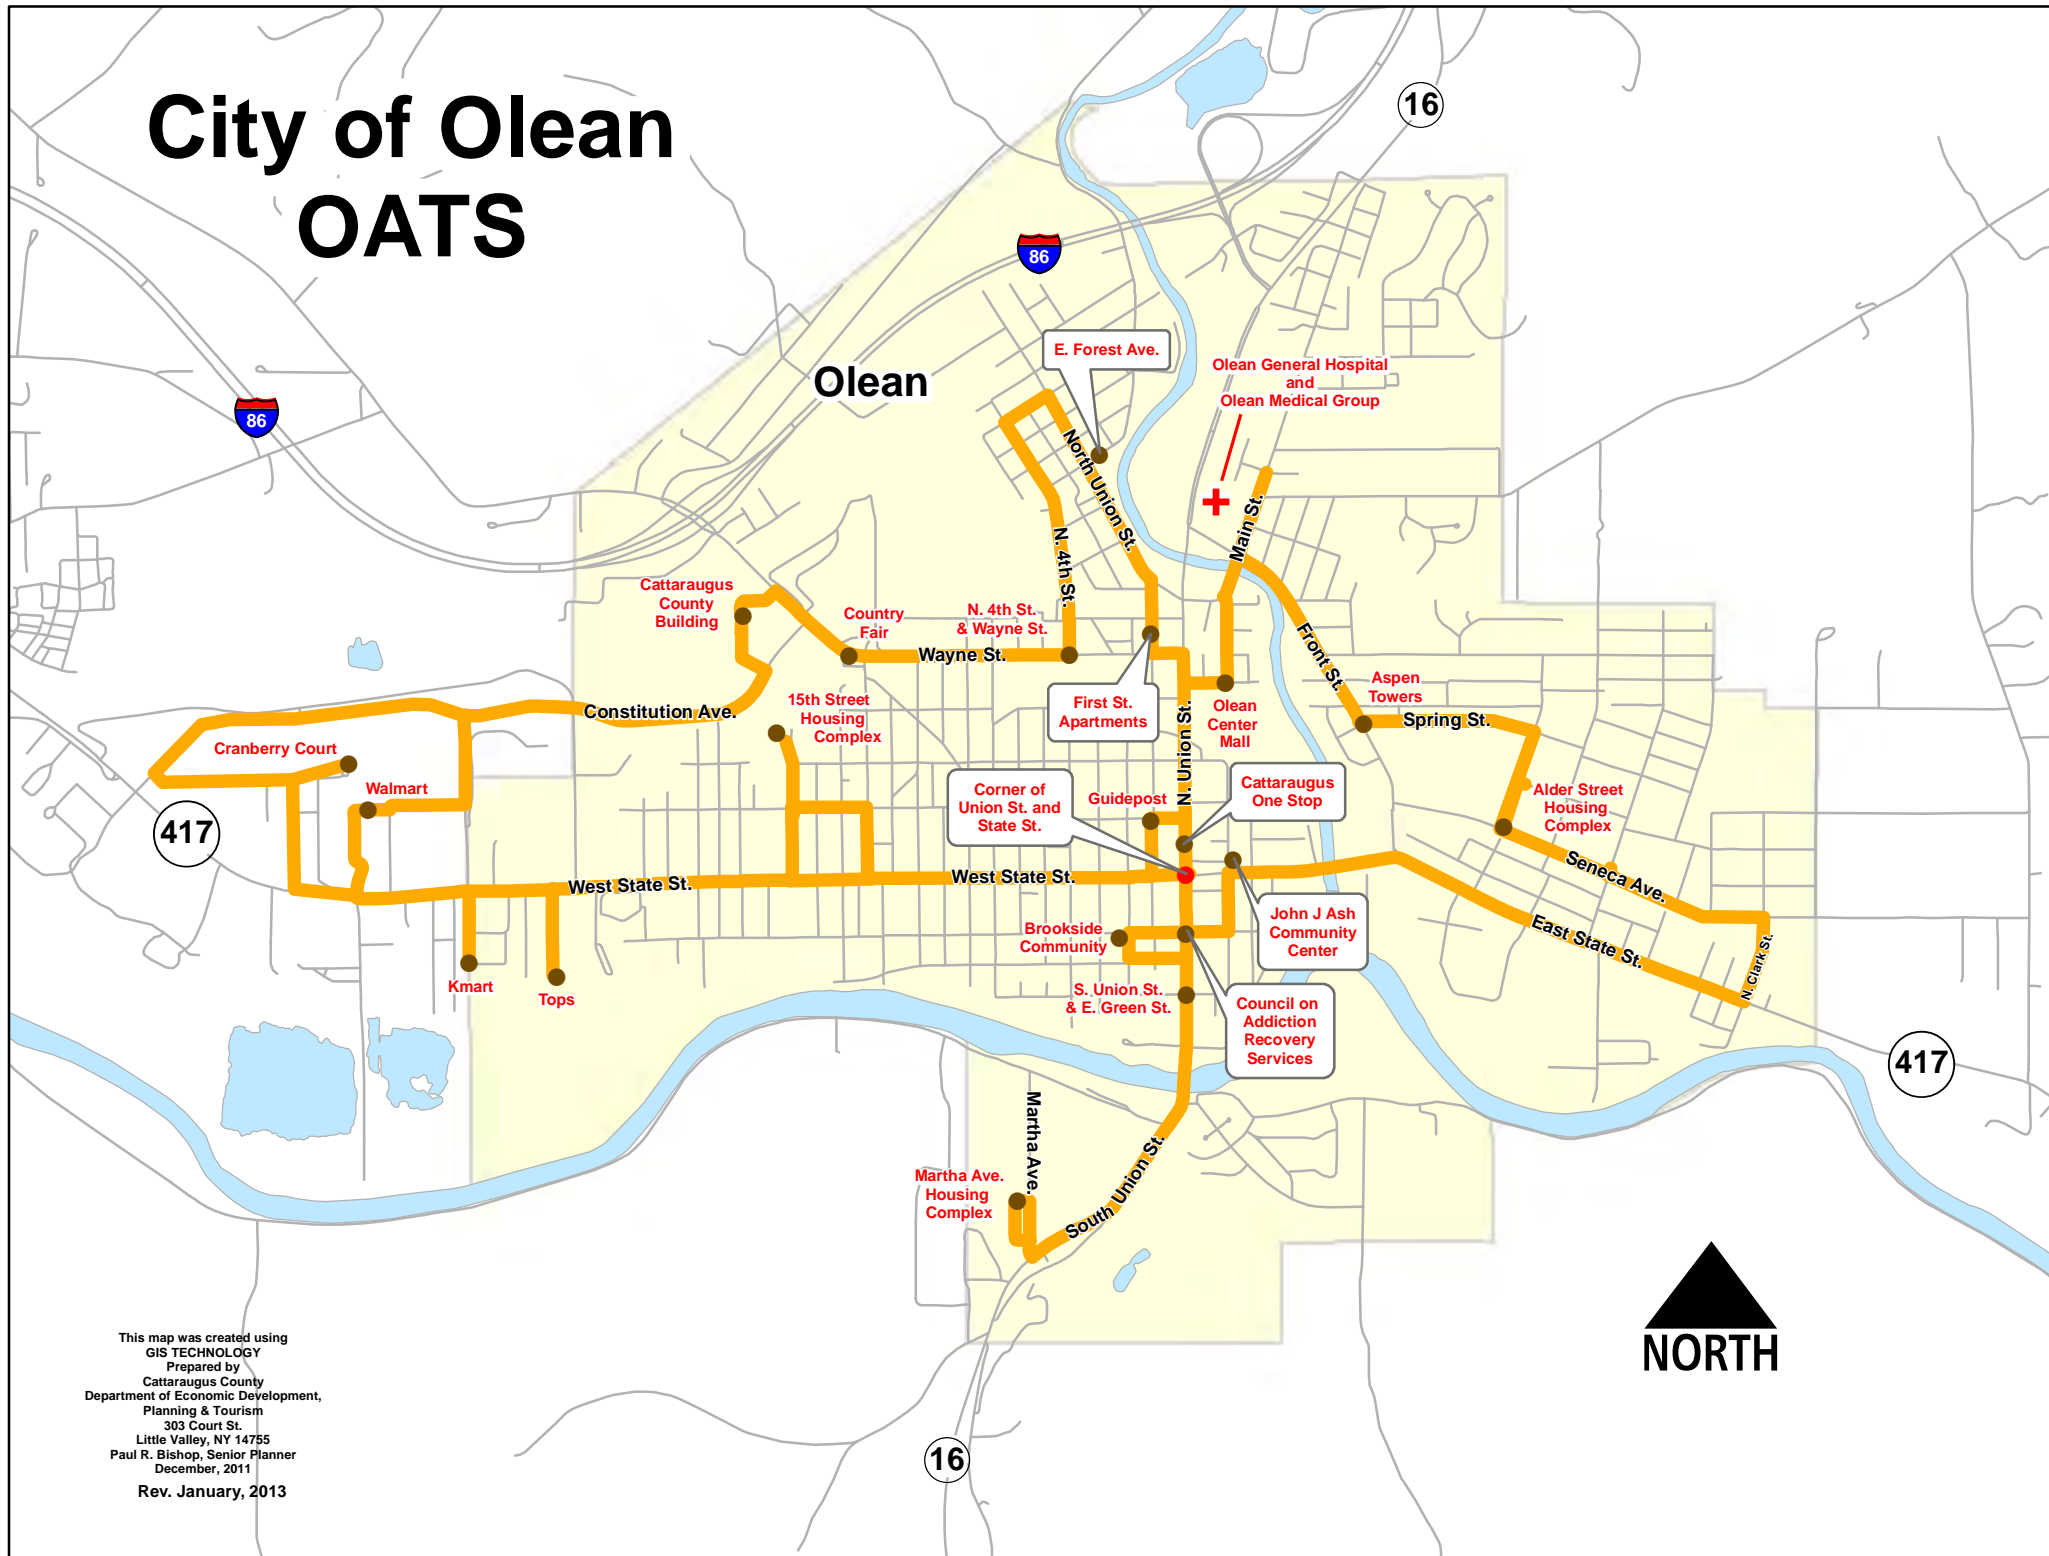 City of Olean
OATS
16
86
E. Forest Ave.
Olean General Hospital
and
Olean Medical Group
Olean
86
North Union St.
Main St.
N. 4th St.
Cattaraugus
County
Building
Country
Fair
N. 4th St.
& Wayne St.
Wayne St.
Front St.
Aspen
Towers
First St.
Apartments
Olean
Center
Mall
Spring St.
Constitution Ave.
15th Street
Housing
Complex
N. Union St.
Cranberry Court
Walmart
417
Corner of
Union St. and
State St.
Guidepost
Cattaraugus
One Stop
Alder Street
Housing
Complex
Seneca Ave.
West State St.
West State St.
Brookside
Community
John J Ash
Community
Center
East State St.
N. Clark St.
Kmart
Tops
S. Union St.
& E. Green St.
Council on
Addiction
Recovery
Services
417
Martha Ave.
Martha Ave.
Housing
Complex
South Union St.
NORTH
This map was created using
GIS TECHNOLOGY
Prepared by
Cattaraugus County
Department of Economic Development,
Planning & Tourism
303 Court St.
Little Valley, NY 14755
Paul R. Bishop, Senior Planner
December, 2011
Rev. January, 2013
16